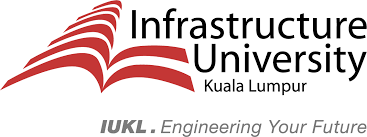 Infrastructure
University
Kuala Lumpur
IUKL . Engineering Your Future